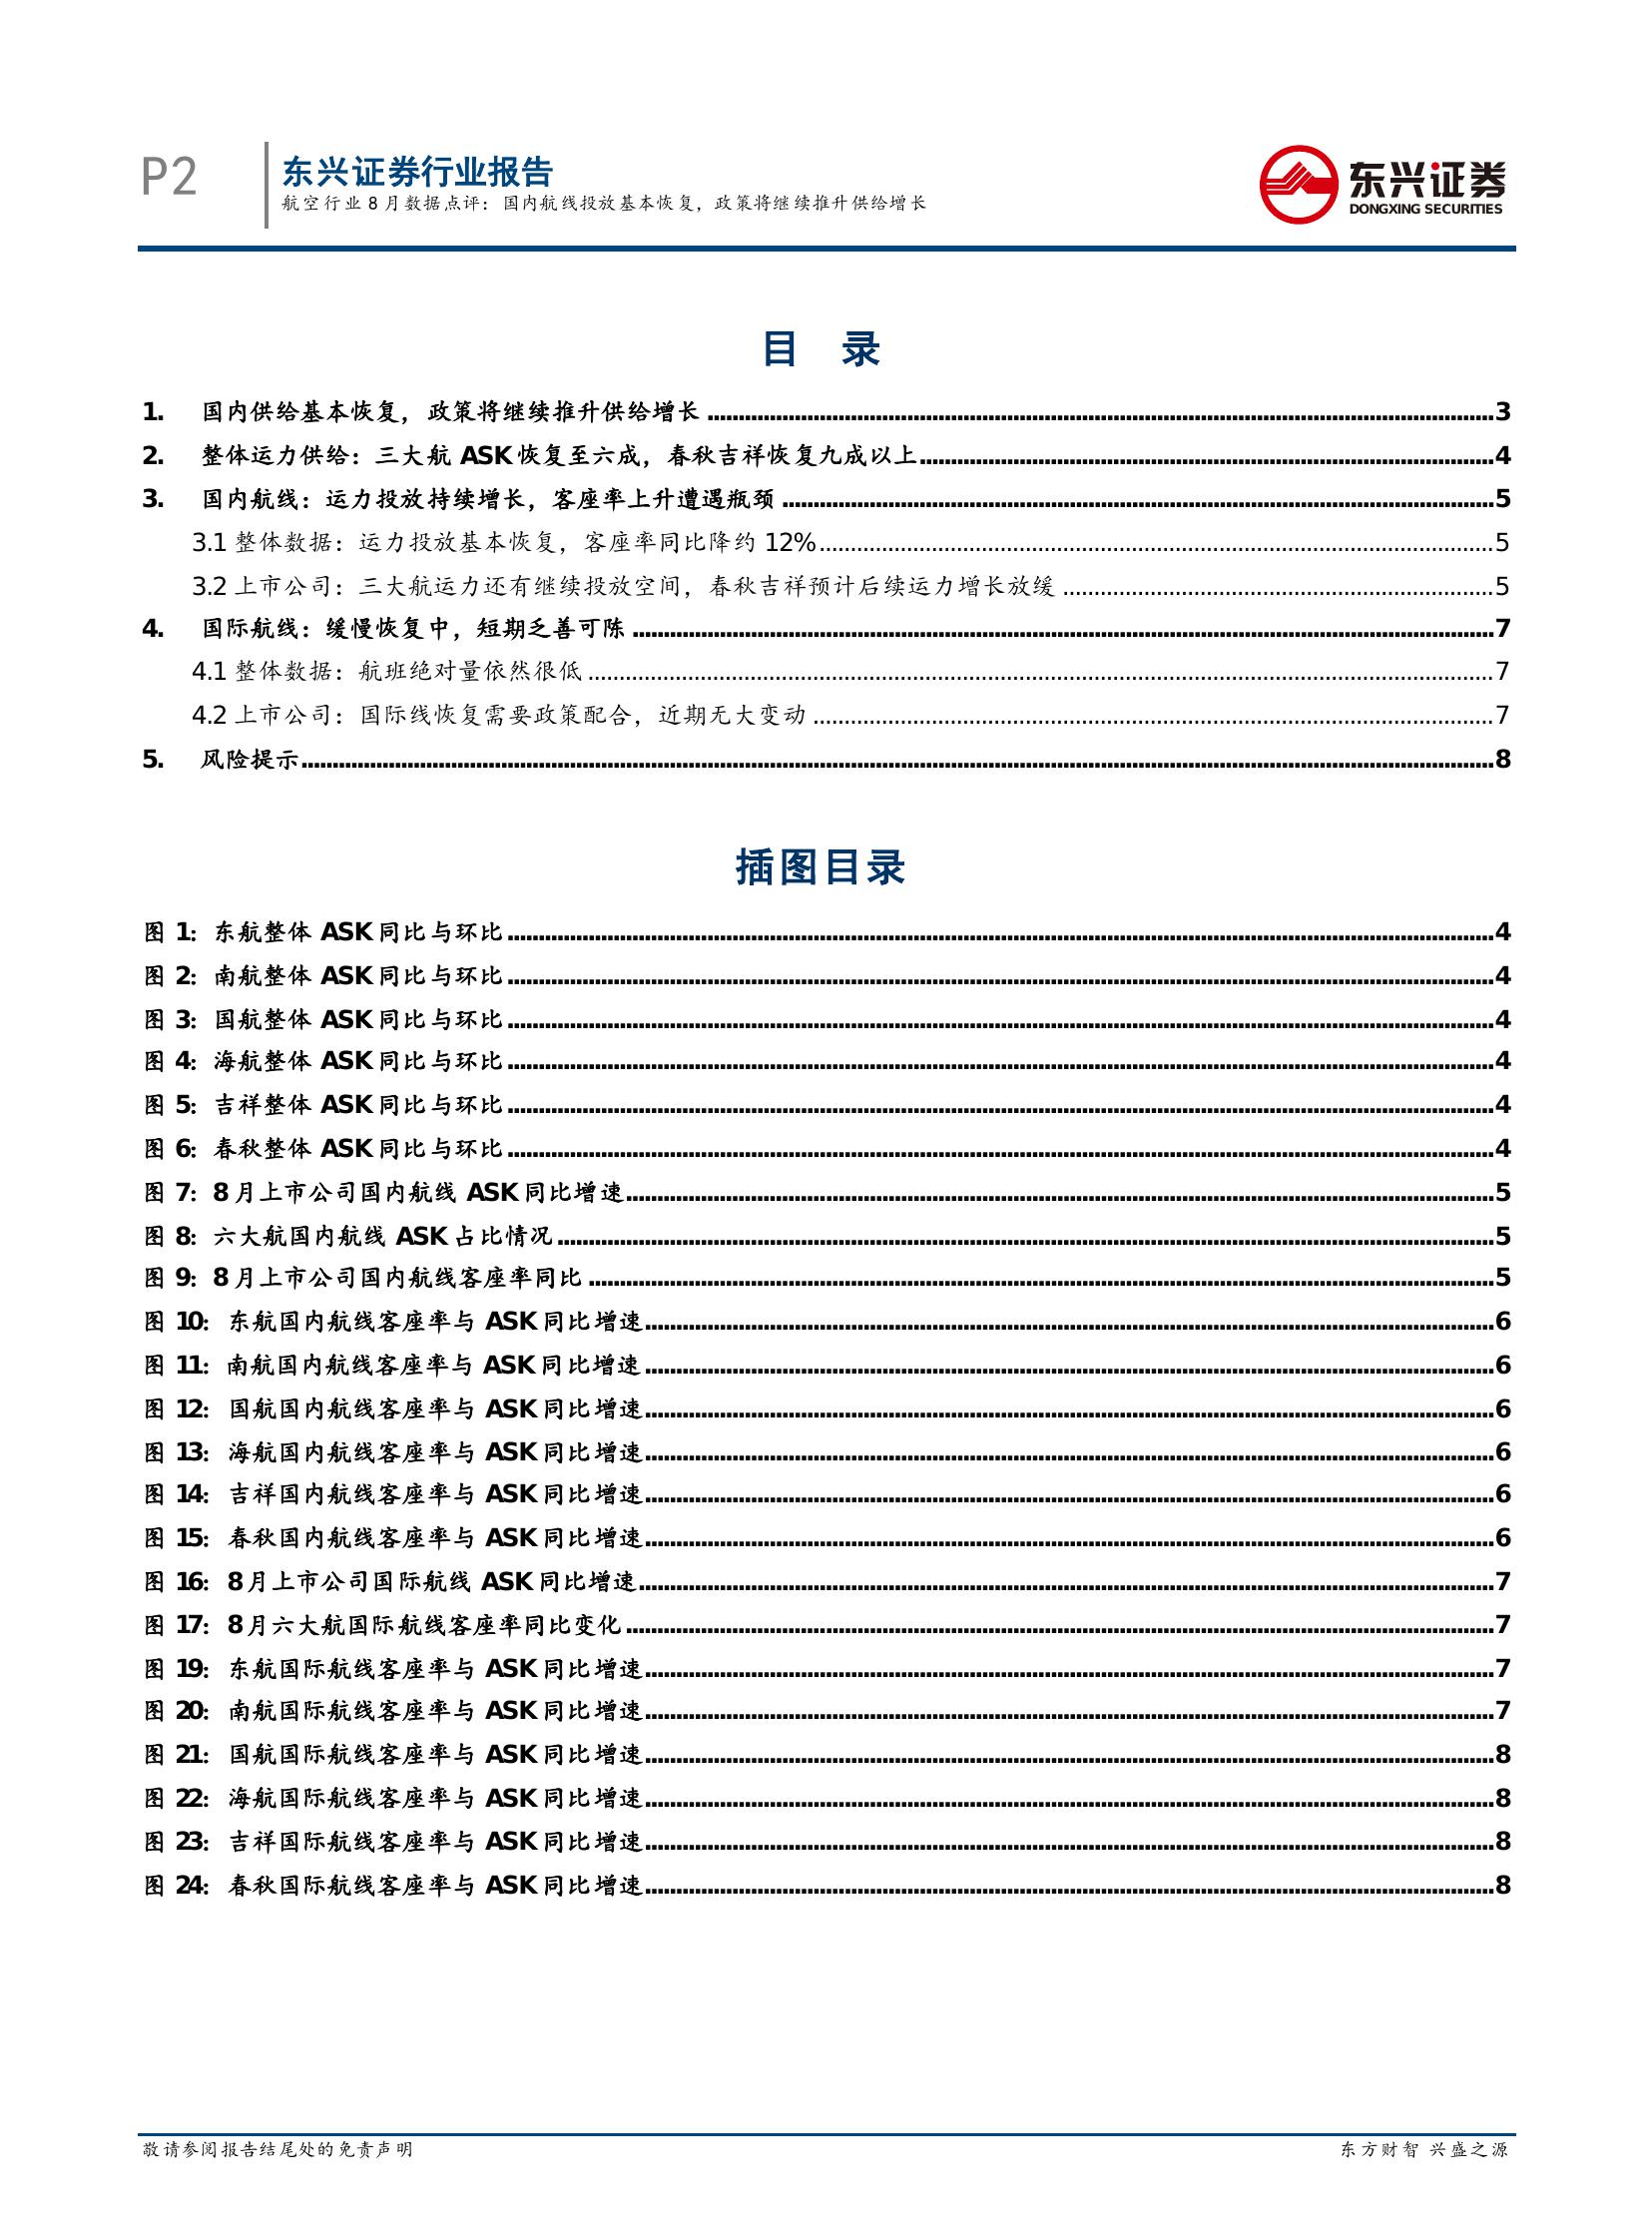 P2
东兴证券行业报告
航空行业 8 月数据点评：国内航线投放基本恢复，政策将继续推升供给增长
东兴证券
DONGXING SECURITIES
目 录
1. 国内供给基本恢复，政策将继续推升供给增长 ........ 3
2. 整体运力供给：三大航 ASK 恢复至六成，春秋吉祥恢复九成以上 ........ 4
3. 国内航线：运力投放持续增长，客座率上升遭遇瓶颈 ........ 5
3.1 整体数据：运力投放基本恢复，客座率同比降约 12% ........ 5
3.2 上市公司：三大航运力还有继续投放空间，春秋吉祥预计后续运力增长放缓 ........ 5
4. 国际航线：缓慢恢复中，短期乏善可陈 ........ 7
4.1 整体数据：航班绝对量依然很低 ........ 7
4.2 上市公司：国际线恢复需要政策配合，近期无大变动 ........ 7
5. 风险提示 ........ 8
插图目录
图 1：东航整体 ASK 同比与环比 ........ 4
图 2：南航整体 ASK 同比与环比 ........ 4
图 3：国航整体 ASK 同比与环比 ........ 4
图 4：海航整体 ASK 同比与环比 ........ 4
图 5：吉祥整体 ASK 同比与环比 ........ 4
图 6：春秋整体 ASK 同比与环比 ........ 4
图 7：8 月上市公司国内航线 ASK 同比增速 ........ 5
图 8：六大航国内航线 ASK 占比情况 ........ 5
图 9：8 月上市公司国内航线客座率同比 ........ 5
图 10：东航国内航线客座率与 ASK 同比增速 ........ 6
图 11：南航国内航线客座率与 ASK 同比增速 ........ 6
图 12：国航国内航线客座率与 ASK 同比增速 ........ 6
图 13：海航国内航线客座率与 ASK 同比增速 ........ 6
图 14：吉祥国内航线客座率与 ASK 同比增速 ........ 6
图 15：春秋国内航线客座率与 ASK 同比增速 ........ 6
图 16：8 月上市公司国际航线 ASK 同比增速 ........ 7
图 17：8 月六大航国际航线客座率同比变化 ........ 7
图 19：东航国际航线客座率与 ASK 同比增速 ........ 7
图 20：南航国际航线客座率与 ASK 同比增速 ........ 7
图 21：国航国际航线客座率与 ASK 同比增速 ........ 8
图 22：海航国际航线客座率与 ASK 同比增速 ........ 8
图 23：吉祥国际航线客座率与 ASK 同比增速 ........ 8
图 24：春秋国际航线客座率与 ASK 同比增速 ........ 8
敬请参阅报告结尾处的免责声明
东方财智 兴盛之源